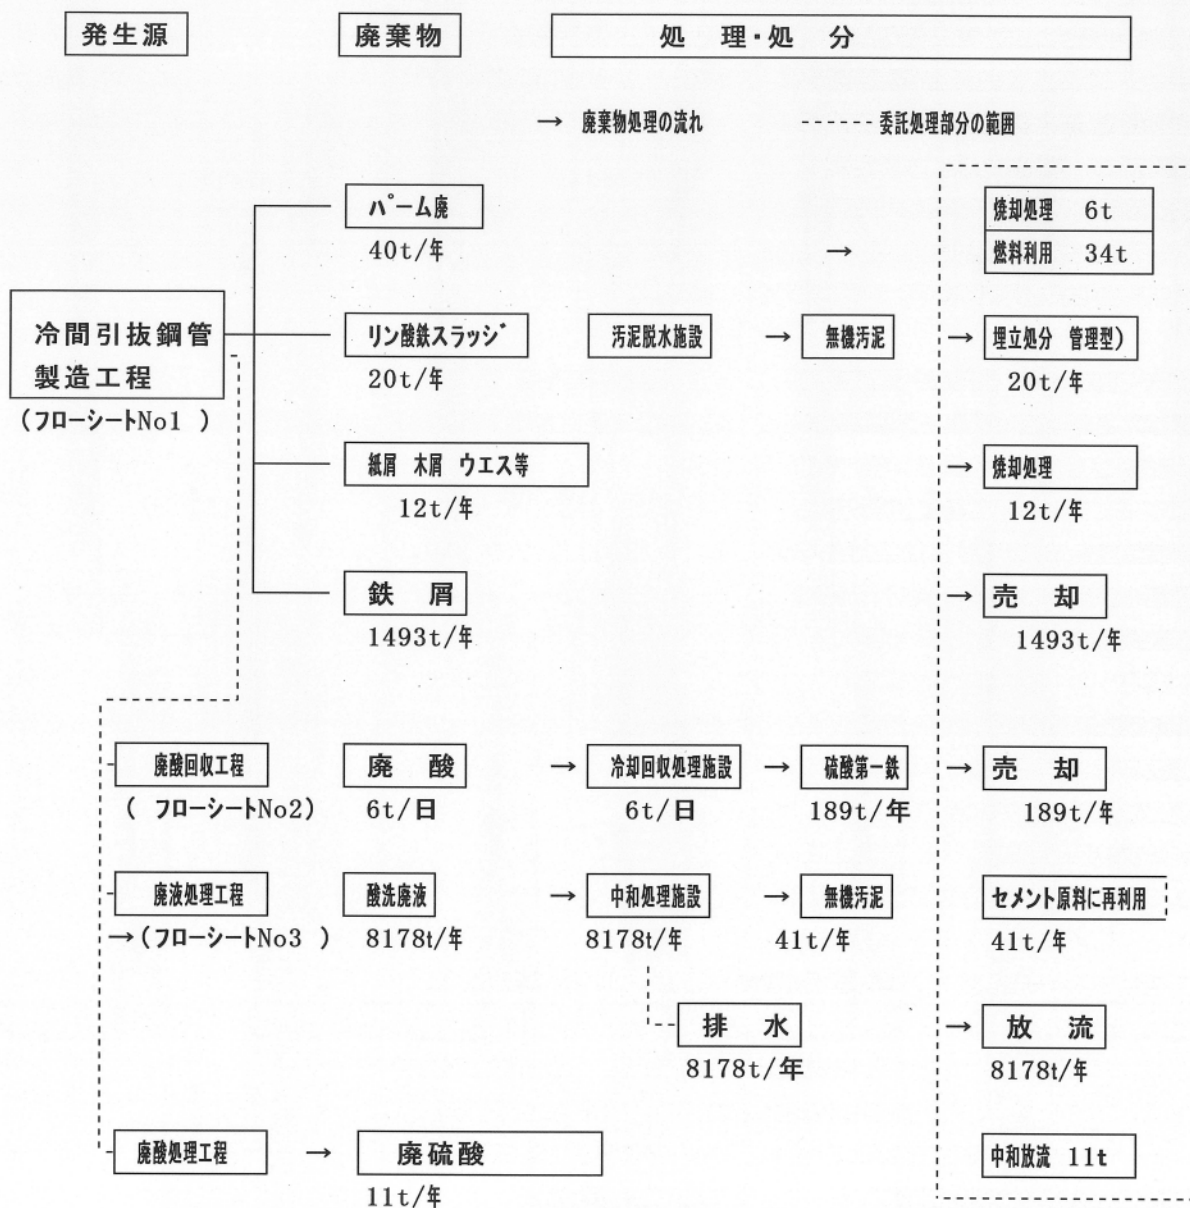 発生源 廃棄物 処 理・処 分
→ 廃棄物処理の流れ ------- 委託処理部分の範囲
パーム廃 焼却処理 6t
40t/年 → 燃料利用 34t
冷間引抜鋼管 リン酸鉄スラッジ 汚泥脱水施設 → 無機汚泥 → 埋立処分 管理型)
製造工程 20t/年 20t/年
(フローシートNo1 )
紙屑 木屑 ウエス等 → 焼却処理
12t/年 12t/年
鉄 屑 → 売 却
1493t/年 1493t/年
廃酸回収工程 廃 酸 → 冷却回収処理施設 → 硫酸第一鉄 → 売 却
( フローシートNo2) 6t/日 6t/日 189t/年 189t/年
廃液処理工程 酸洗廃液 → 中和処理施設 → 無機汚泥 セメント原料に再利用
→(フローシートNo3 ) 8178t/年 8178t/年 41t/年 41t/年
排 水 → 放 流
8178t/年 8178t/年
廃酸処理工程 → 廃硫酸 中和放流 11t
11t/年